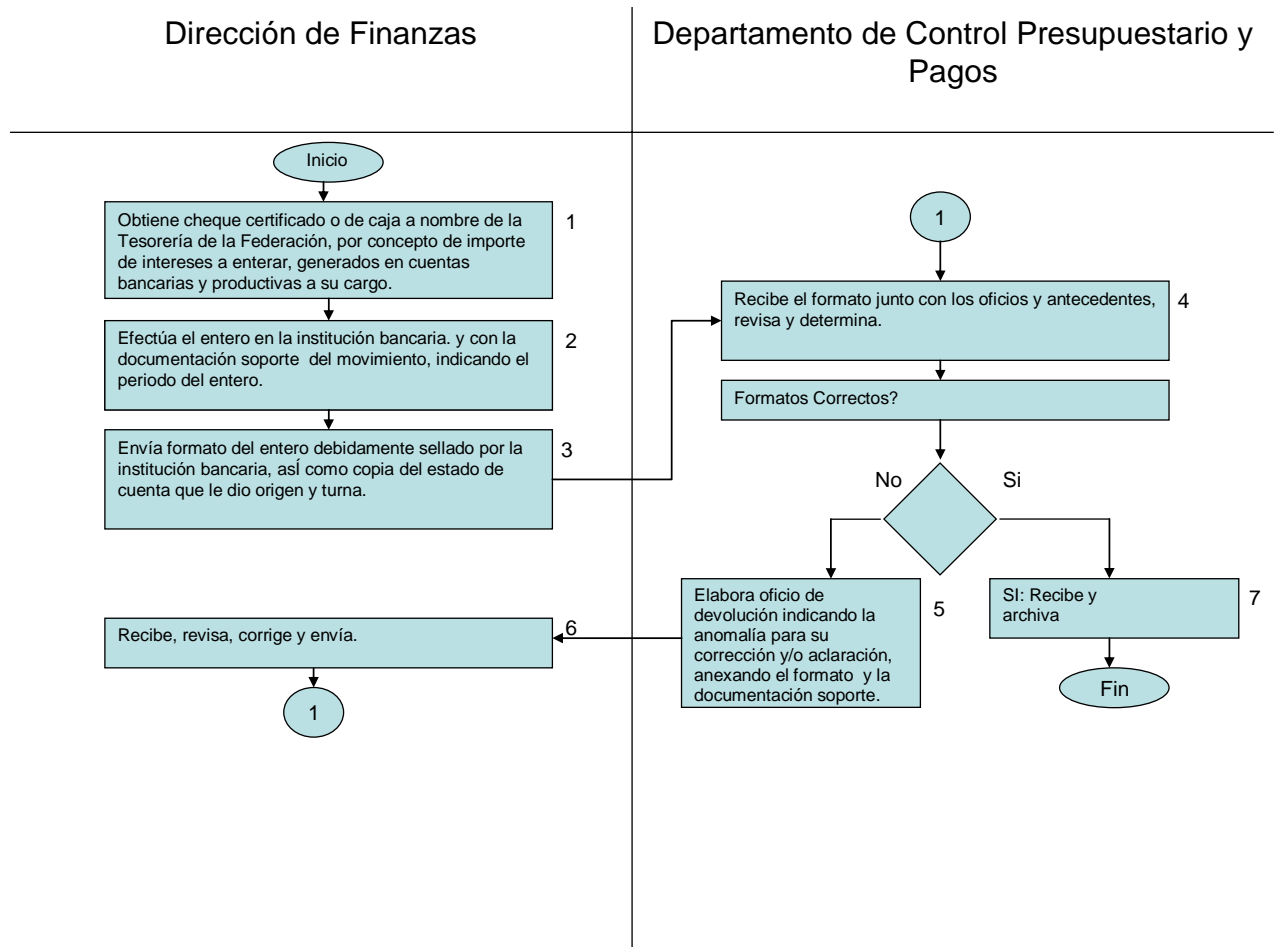 Dirección de Finanzas
Departamento de Control Presupuestario y
Pagos
Inicio
Obtiene cheque certificado o de caja a nombre de la
Tesorería de la Federación, por concepto de importe
de intereses a enterar, generados en cuentas
bancarias y productivas a su cargo.
1
Efectúa el entero en la institución bancaria. y con la
documentación soporte del movimiento, indicando el
periodo del entero.
2
Envía formato del entero debidamente sellado por la
institución bancaria, asÍ como copia del estado de
cuenta que le dio origen y turna.
3
1
Recibe el formato junto con los oficios y antecedentes,
revisa y determina.
4
Formatos Correctos?
No
Si
Elabora oficio de
devolución indicando la
anomalía para su
corrección y/o aclaración,
anexando el formato y la
documentación soporte.
5
SI: Recibe y
archiva
7
Fin
Recibe, revisa, corrige y envía.
6
1